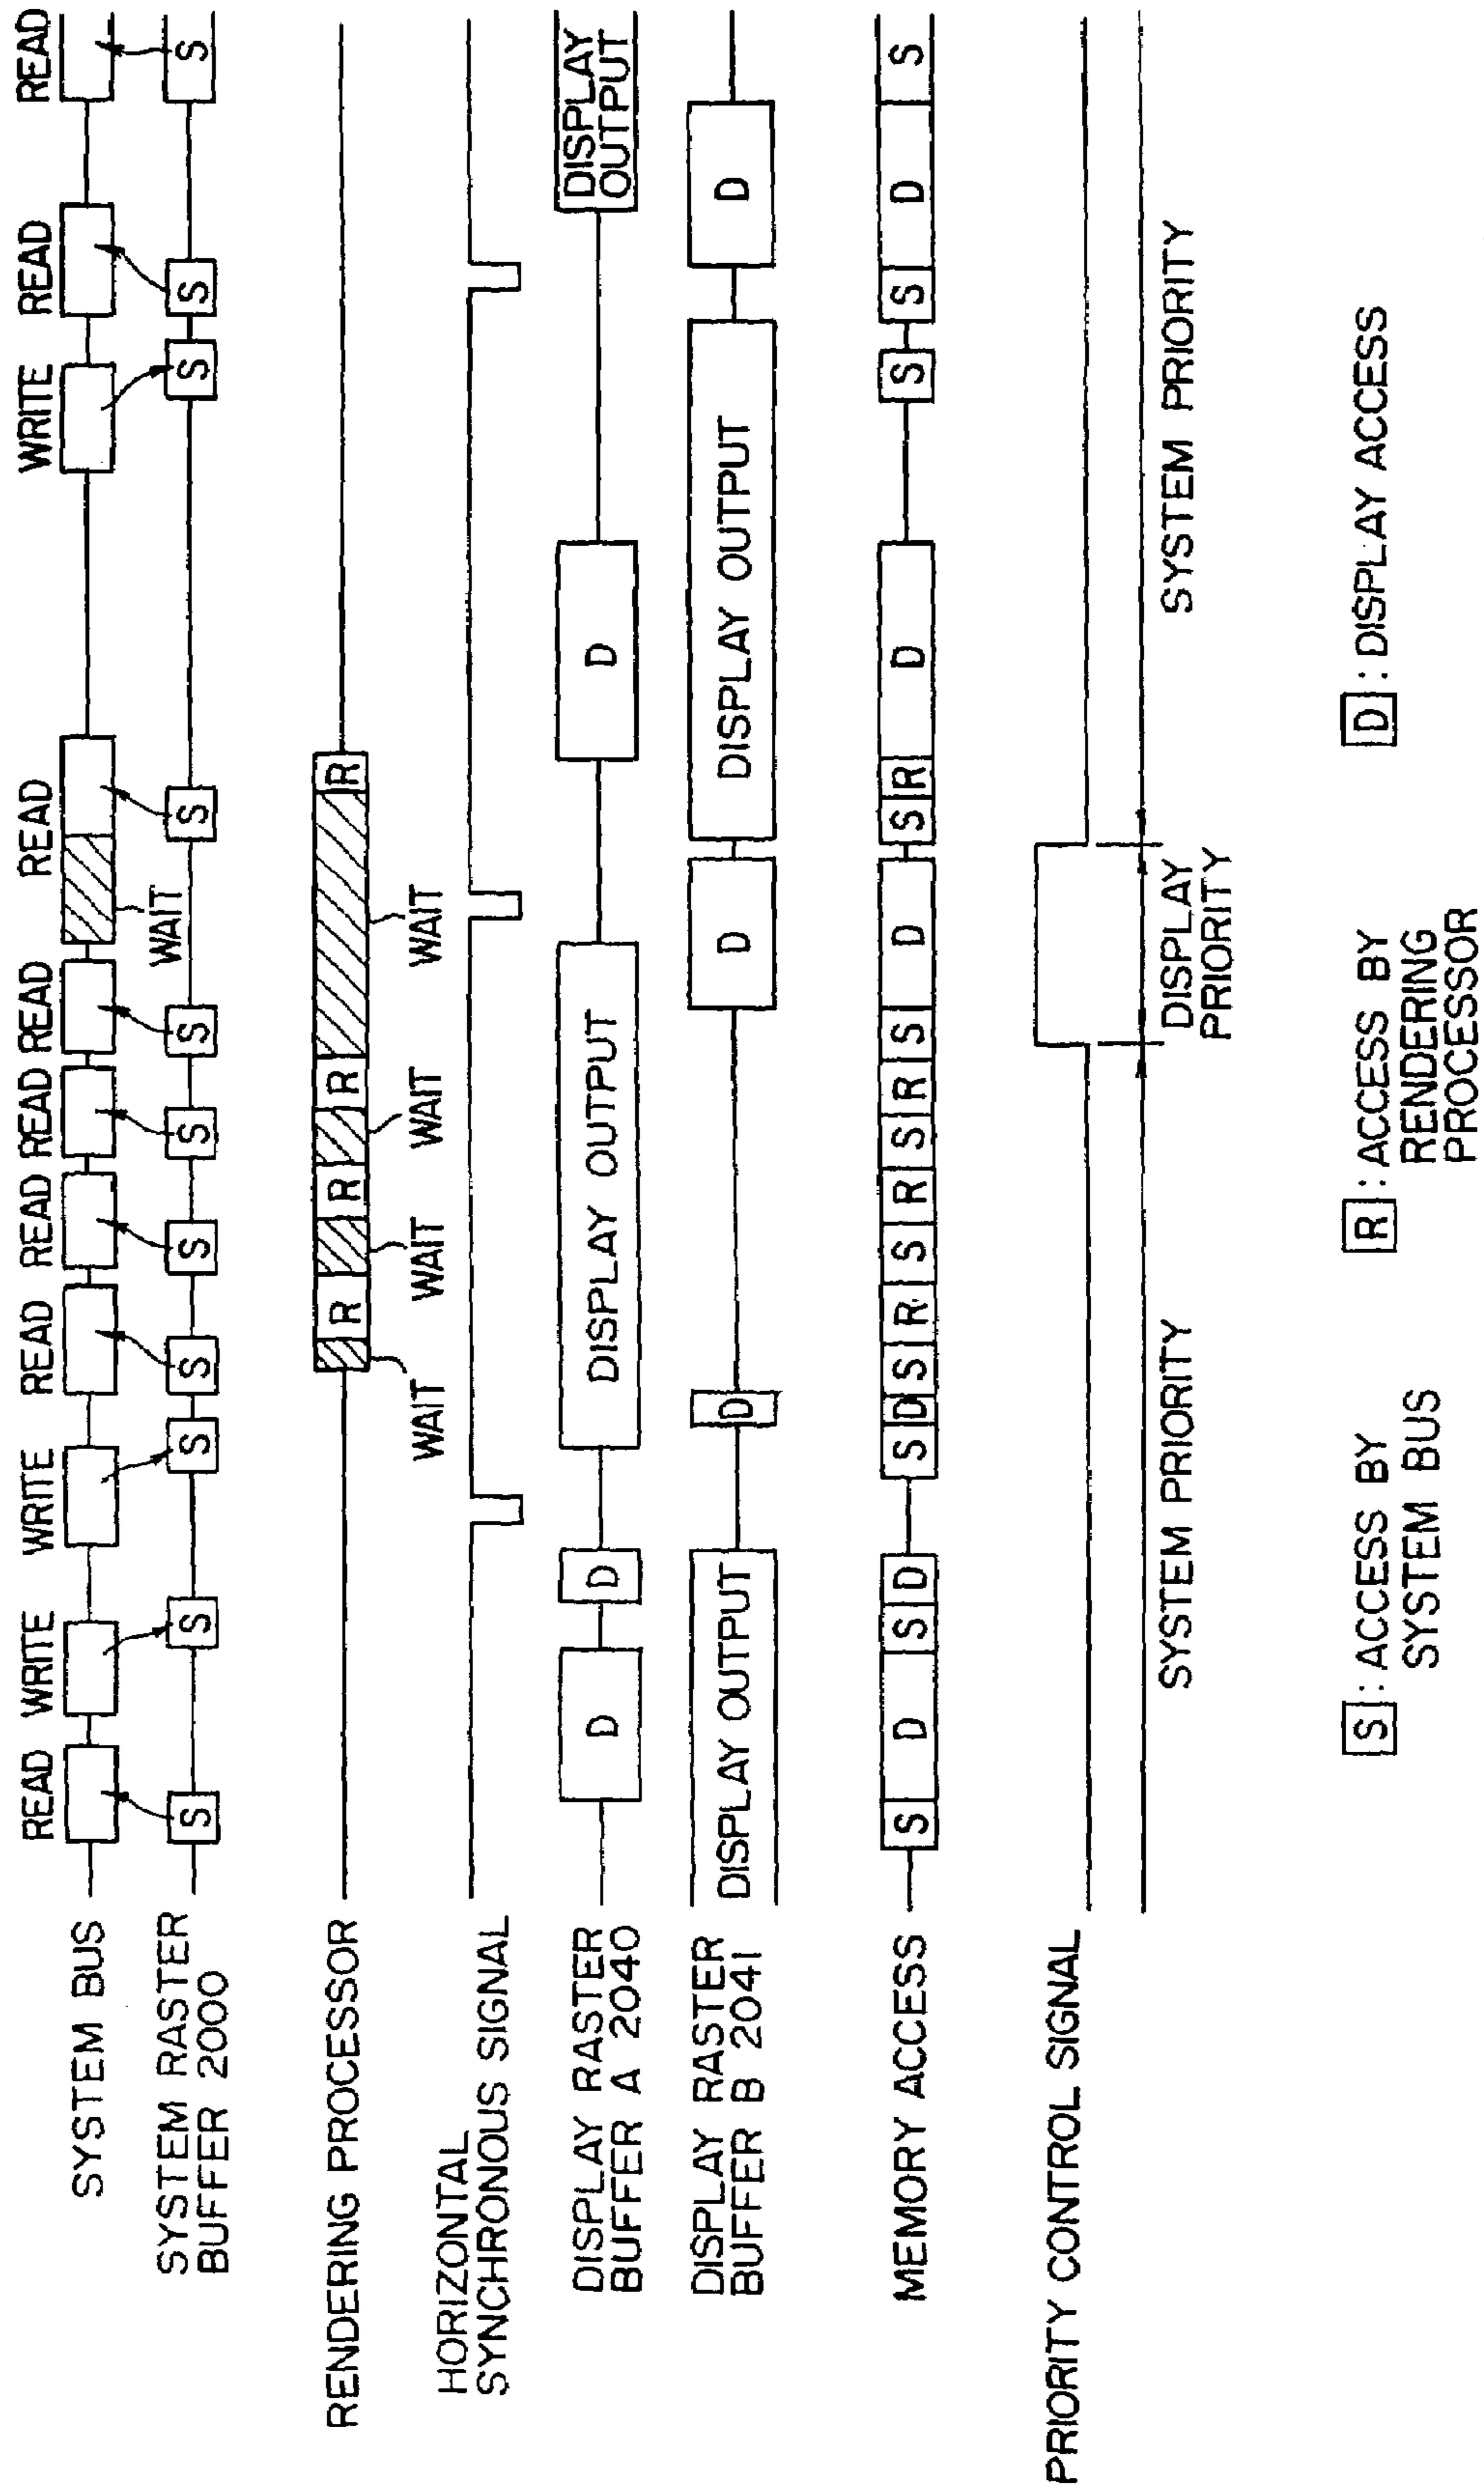 READ WRITE WRITE READ READ READ READ READ WRITE READ READ
SYSTEM BUS
WAIT
SYSTEM RASTER
BUFFER 2000
S S S S S S S S S S S
RENDERING PROCESSOR
R R R R
WAIT WAIT WAIT WAIT
HORIZONTAL
SYNCHRONOUS SIGNAL
DISPLAY RASTER
BUFFER A 2040
D D DISPLAY OUTPUT D DISPLAY
OUTPUT
DISPLAY RASTER
BUFFER B 2041
DISPLAY OUTPUT D D DISPLAY OUTPUT D
MEMORY ACCESS
S D S D S D S R S R S R S D S R D S S D S
PRIORITY CONTROL SIGNAL
SYSTEM PRIORITY
DISPLAY
PRIORITY
SYSTEM PRIORITY
S : ACCESS BY
SYSTEM BUS
R : ACCESS BY
RENDERING
PROCESSOR
D : DISPLAY ACCESS